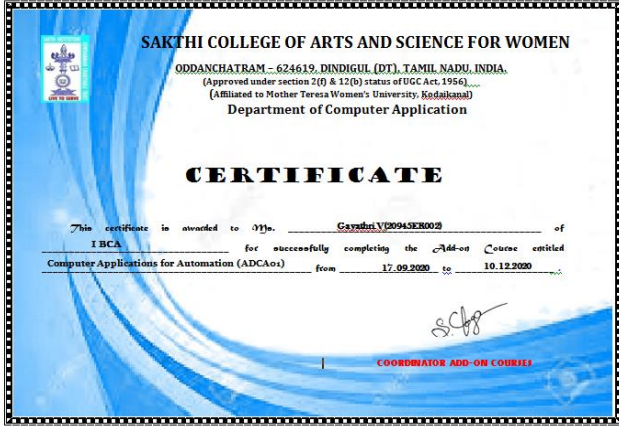 SAKTHI COLLEGE OF ARTS AND SCIENCE FOR WOMEN
ODDANCHATRAM – 624619, DINDIGUL (DT), TAMIL NADU, INDIA.
(Approved under section 2(f) & 12(b) status of UGC Act, 1956)
(Affiliated to Mother Teresa Women's University, Kodaikanal)
Department of Computer Application
LIVE TO SERVE
CERTIFICATE
This certificate is awarded to Ms. Gayathri.V(20945ER002) of
I BCA for successfully completing the Add-on Course entitled
Computer Applications for Automation (ADCA01) from 17.09.2020 to 10.12.2020 .
COORDINATOR ADD-ON COURSES